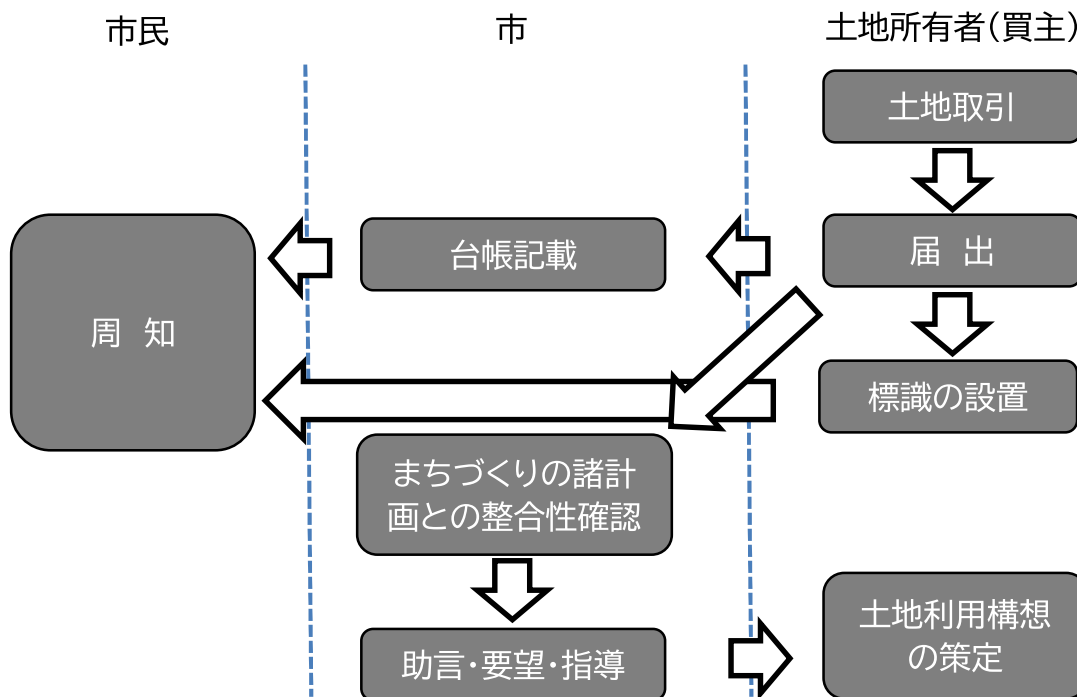 市民
市
土地所有者（買主）
土地取引
届 出
台帳記載
周 知
標識の設置
まちづくりの諸計
画との整合性確認
土地利用構想
の策定
助言・要望・指導